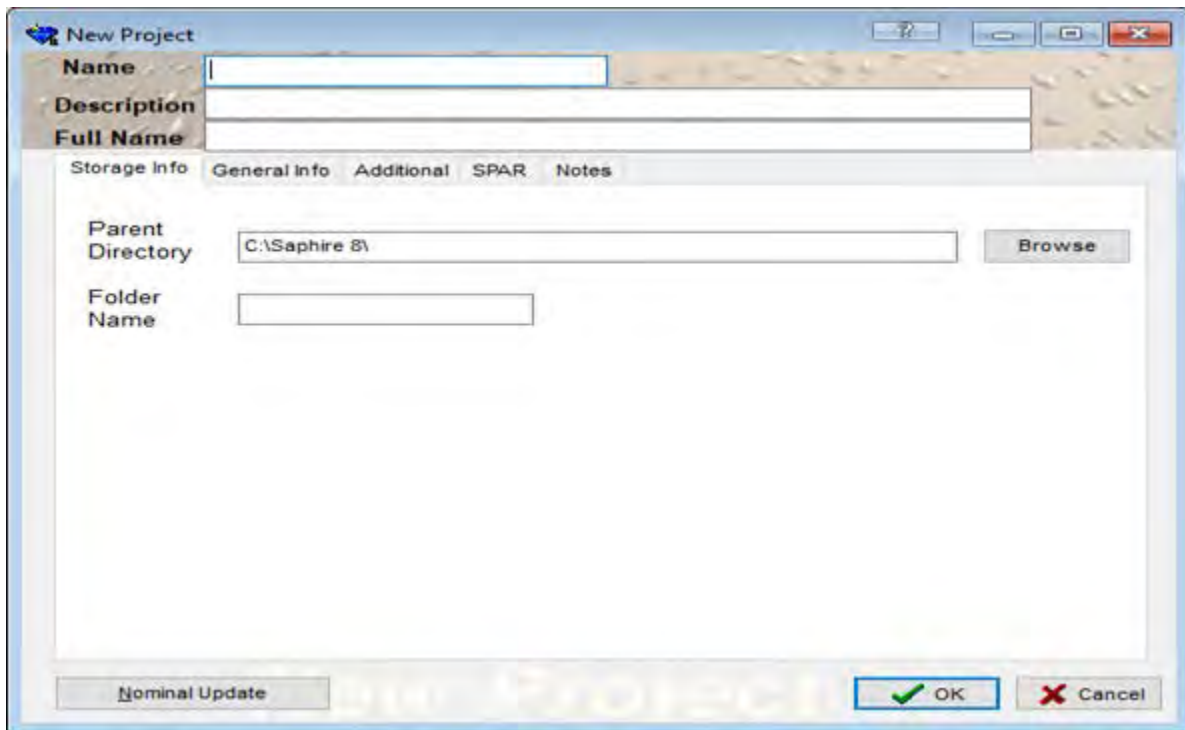 New Project
Name
Description
Full Name
Storage Info General Info Additional SPAR Notes
Parent
Directory
C:\Saphire 8\
Browse
Folder
Name
Nominal Update
OK
Cancel